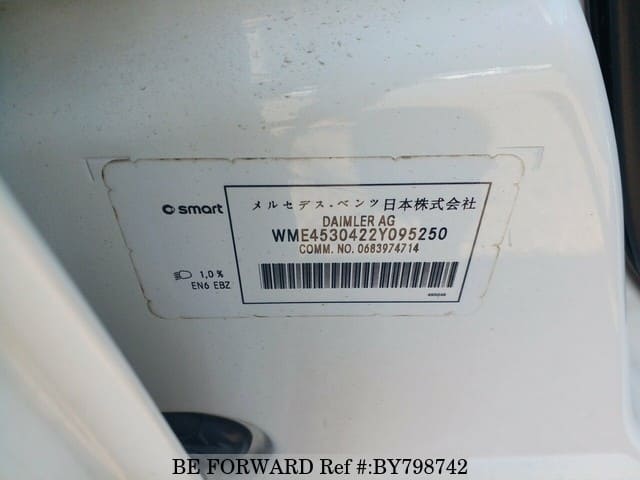 smart
メルセデス・ベンツ日本株式会社
DAIMLER AG
WME4530422Y095250
COMM. NO. 0683974714
1,0 %
EN6 EBZ
BE FORWARD Ref #:BY798742